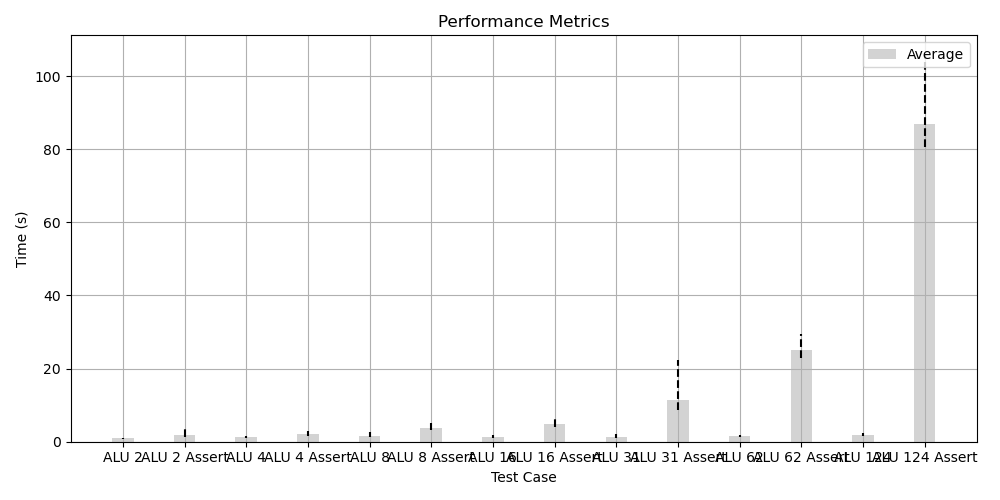 Performance Metrics
Average
Time (s)
100
80
60
40
20
0
ALU 2
ALU 2 Assert
ALU 4
ALU 4 Assert
ALU 8
ALU 8 Assert
ALU 16
ALU 16 Assert
ALU 31
ALU 31 Assert
ALU 62
ALU 62 Assert
ALU 124
ALU 124 Assert
Test Case